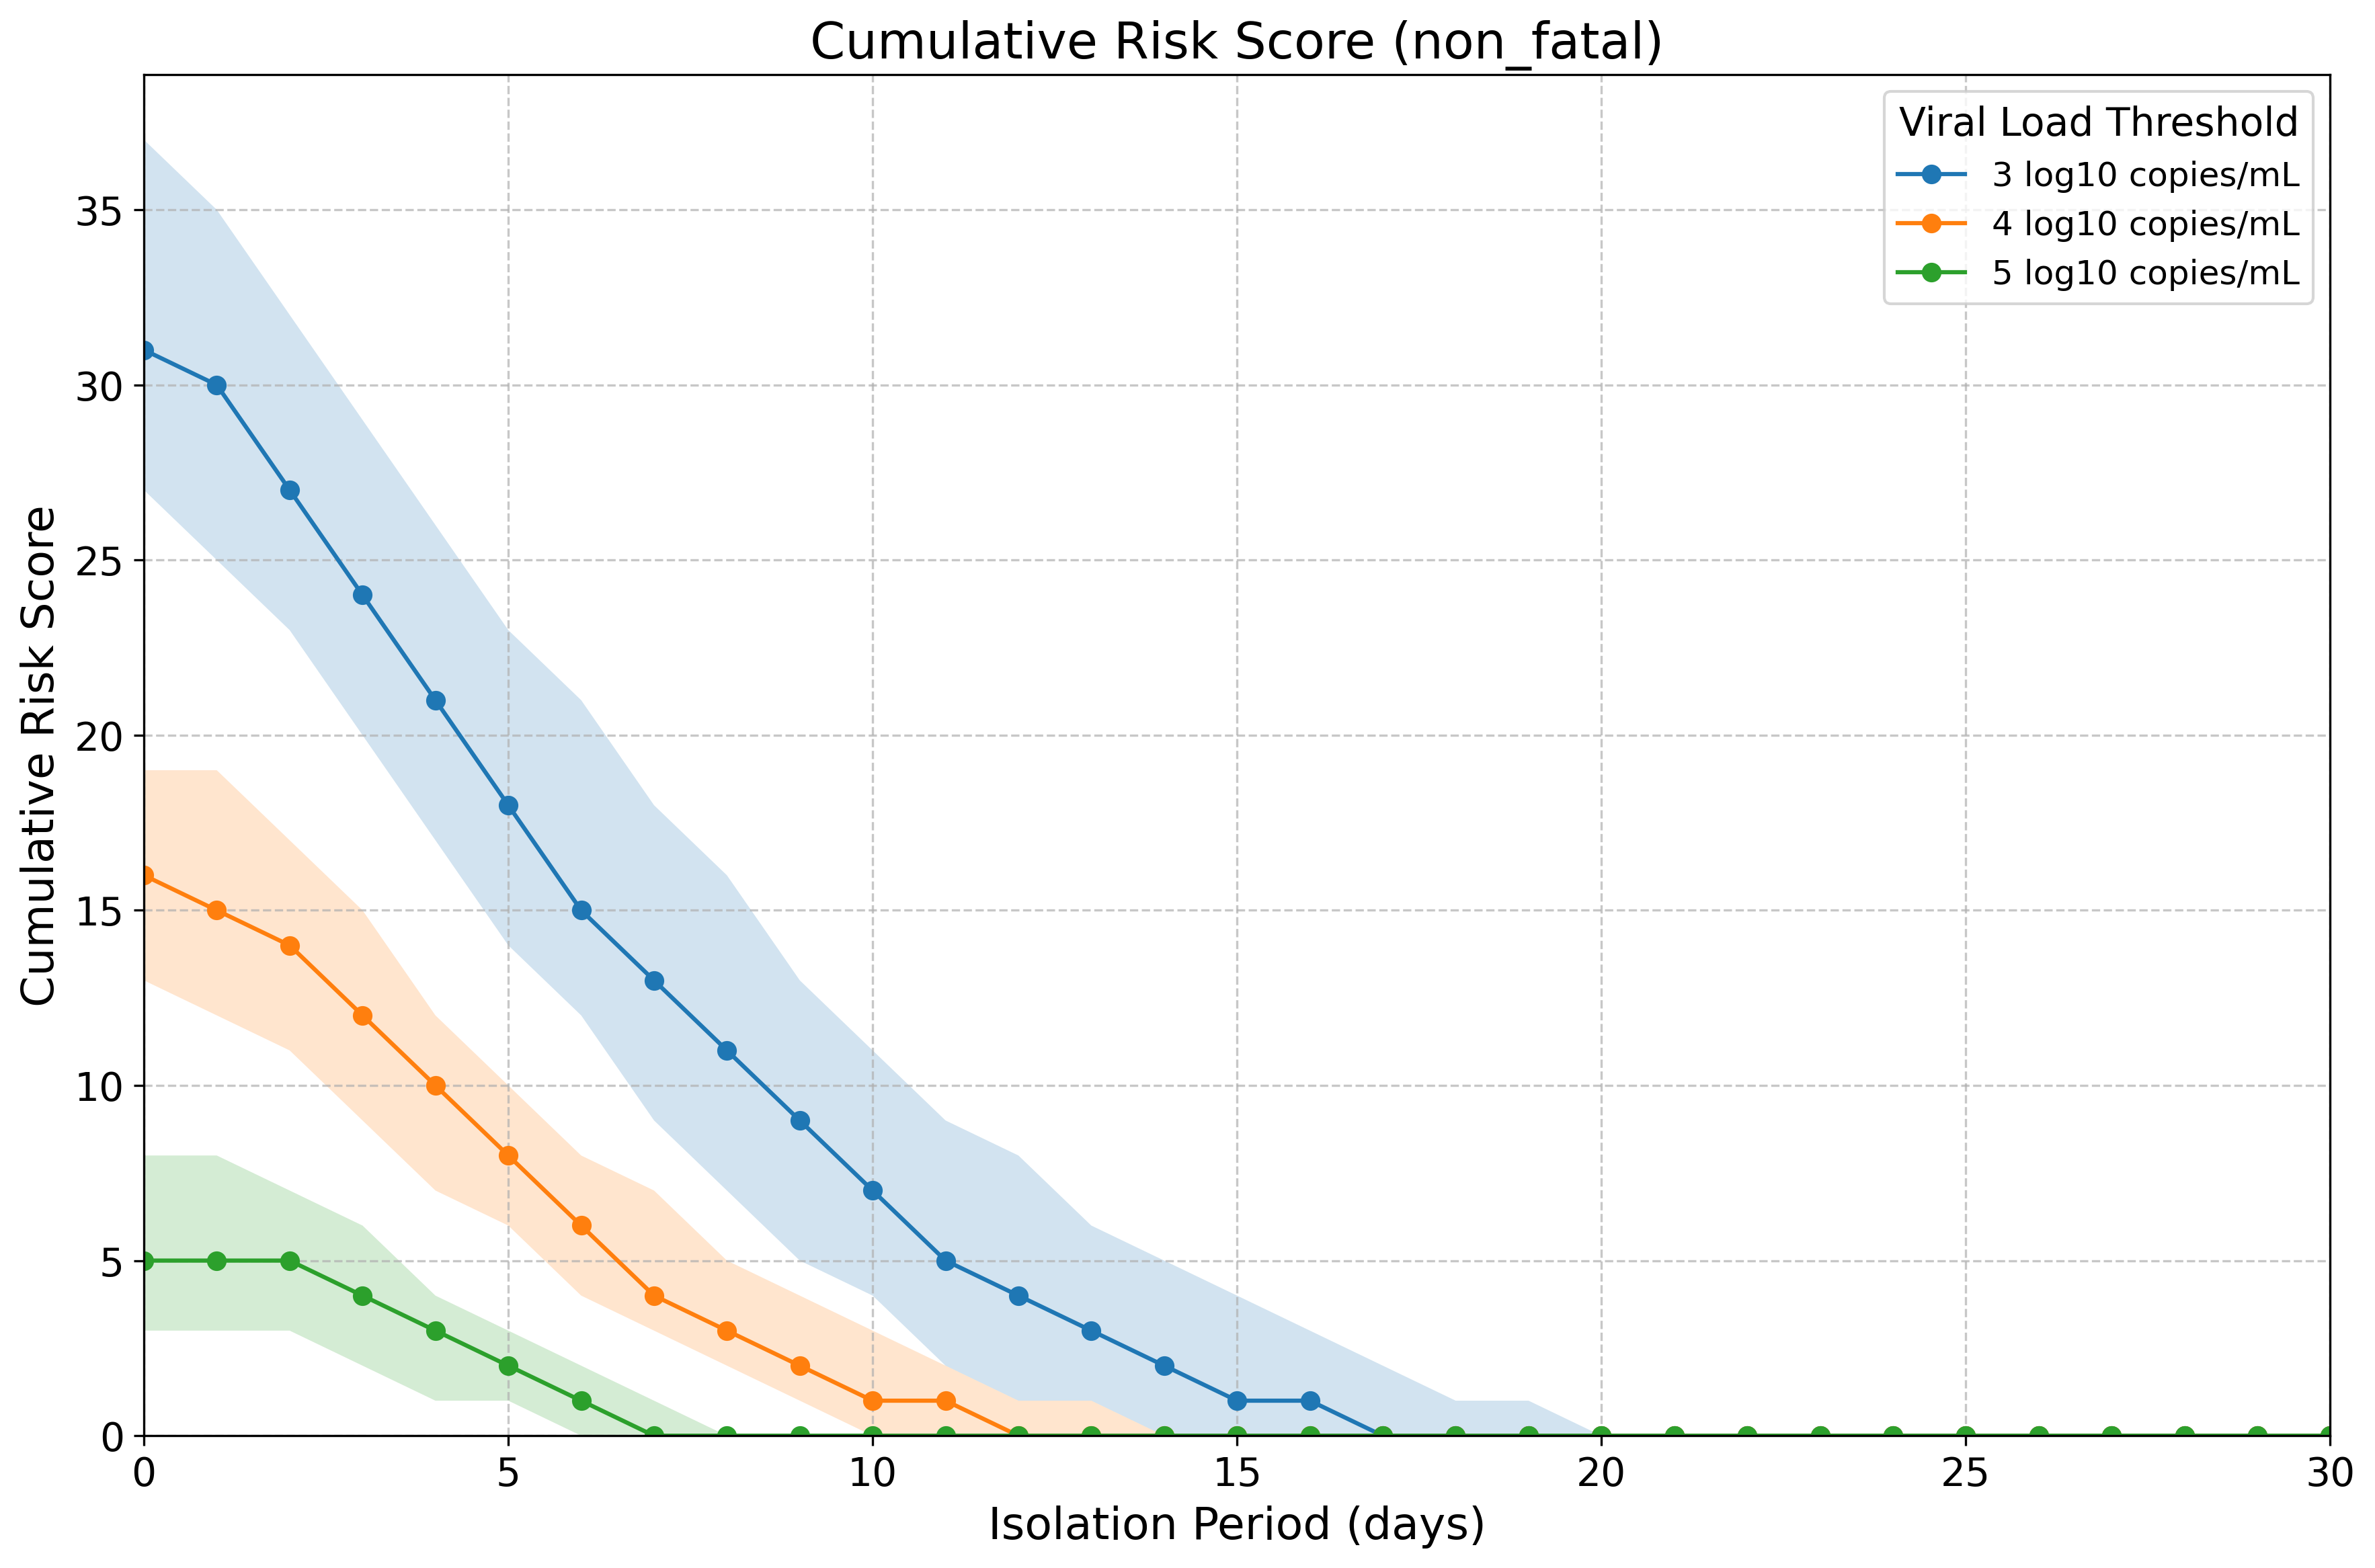 Cumulative Risk Score (non_fatal)
Viral Load Threshold
3 log10 copies/mL
4 log10 copies/mL
5 log10 copies/mL
Cumulative Risk Score
35
30
25
20
15
10
5
0
0 5 10 15 20 25 30
Isolation Period (days)